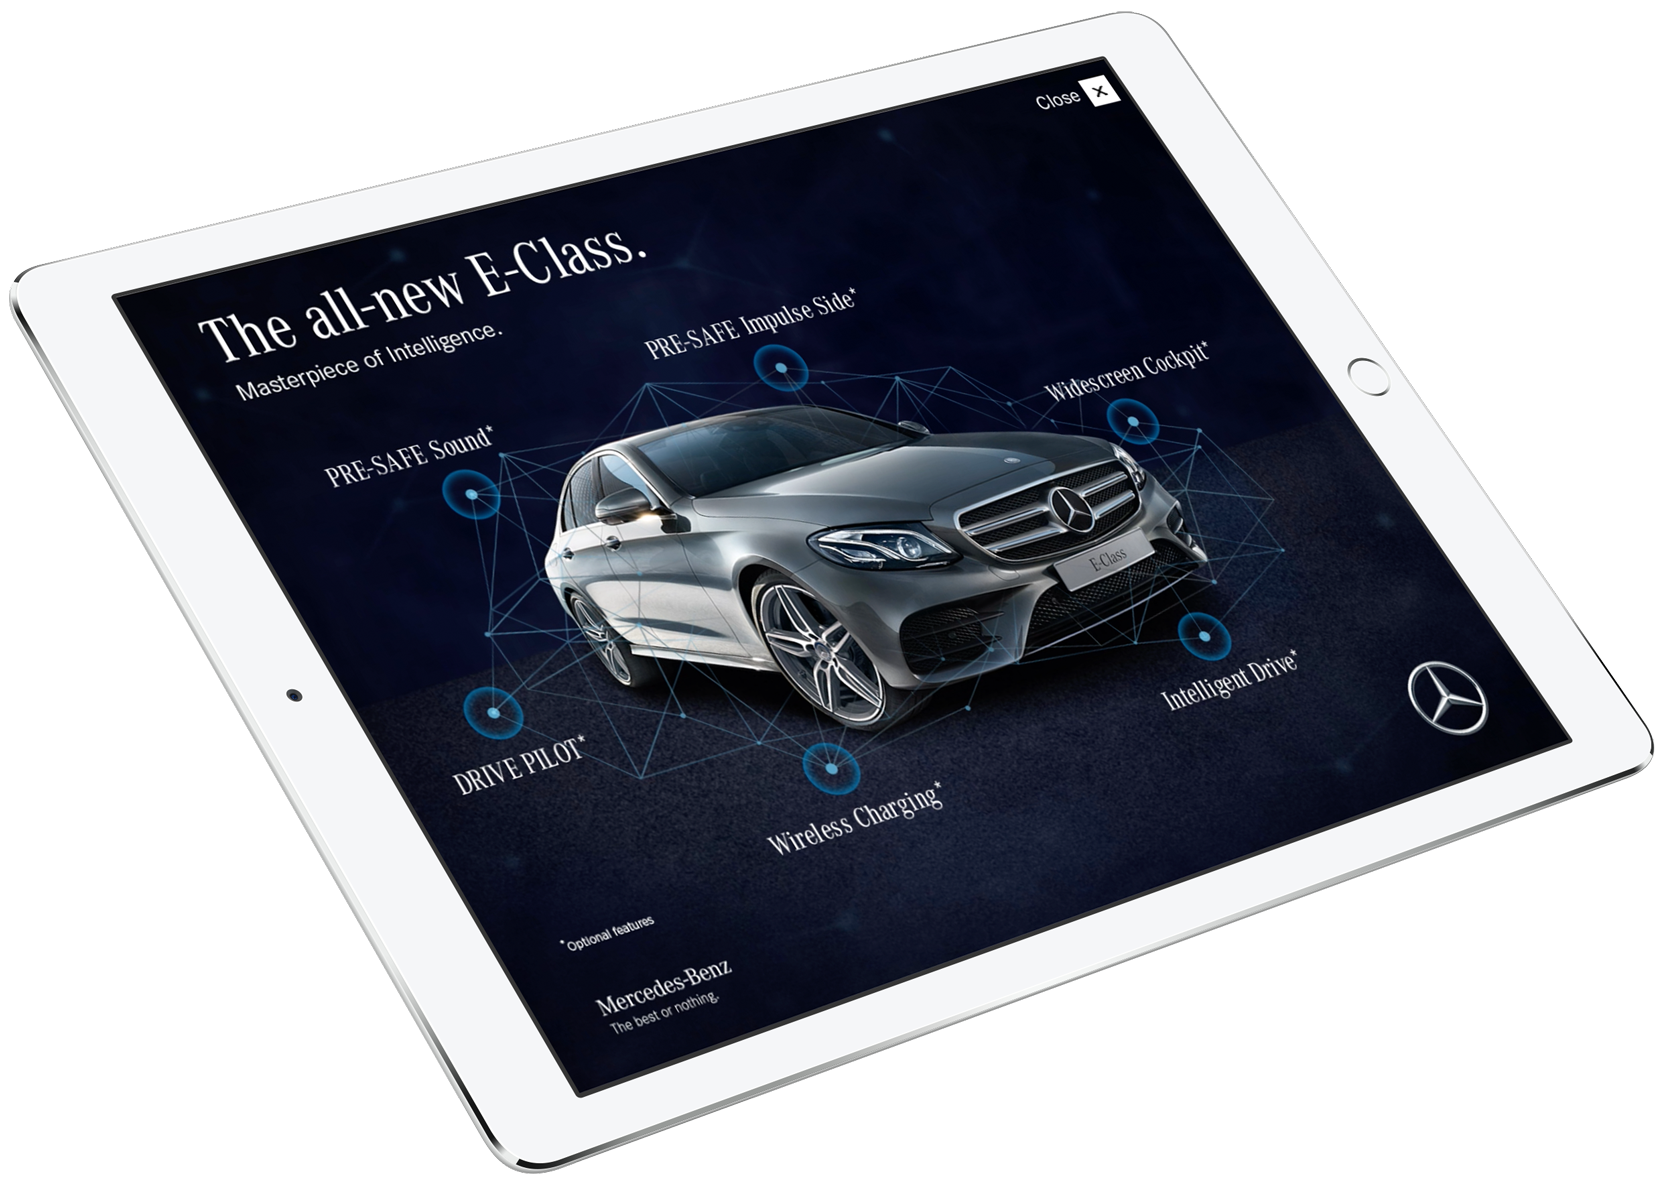 Close X
The all-new E-Class.
Masterpiece of Intelligence.
PRE-SAFE Impulse Side*
Widescreen Cockpit*
PRE-SAFE Sound*
E-Class
Intelligent Drive*
DRIVE PILOT*
Wireless Charging*
*Optional features
Mercedes-Benz
The best or nothing.